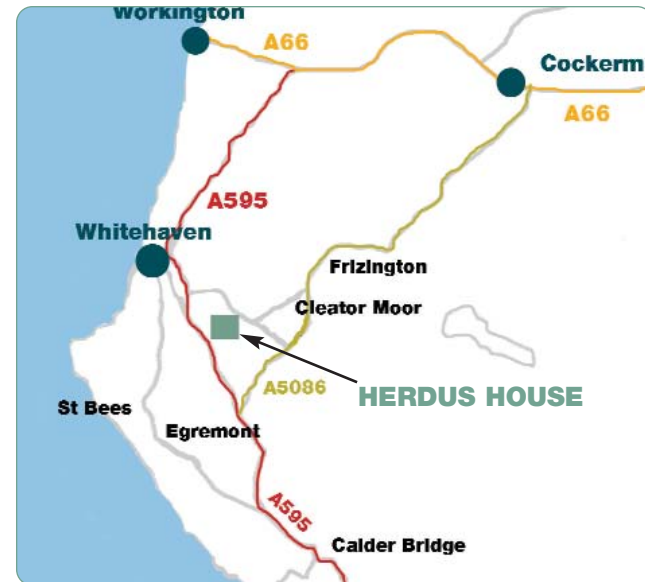 Workington
A66
Cockerm
A66
A595
Whitehaven
Frizington
Cleator Moor
A5086
HERDUS HOUSE
St Bees
Egremont
A595
Calder Bridge